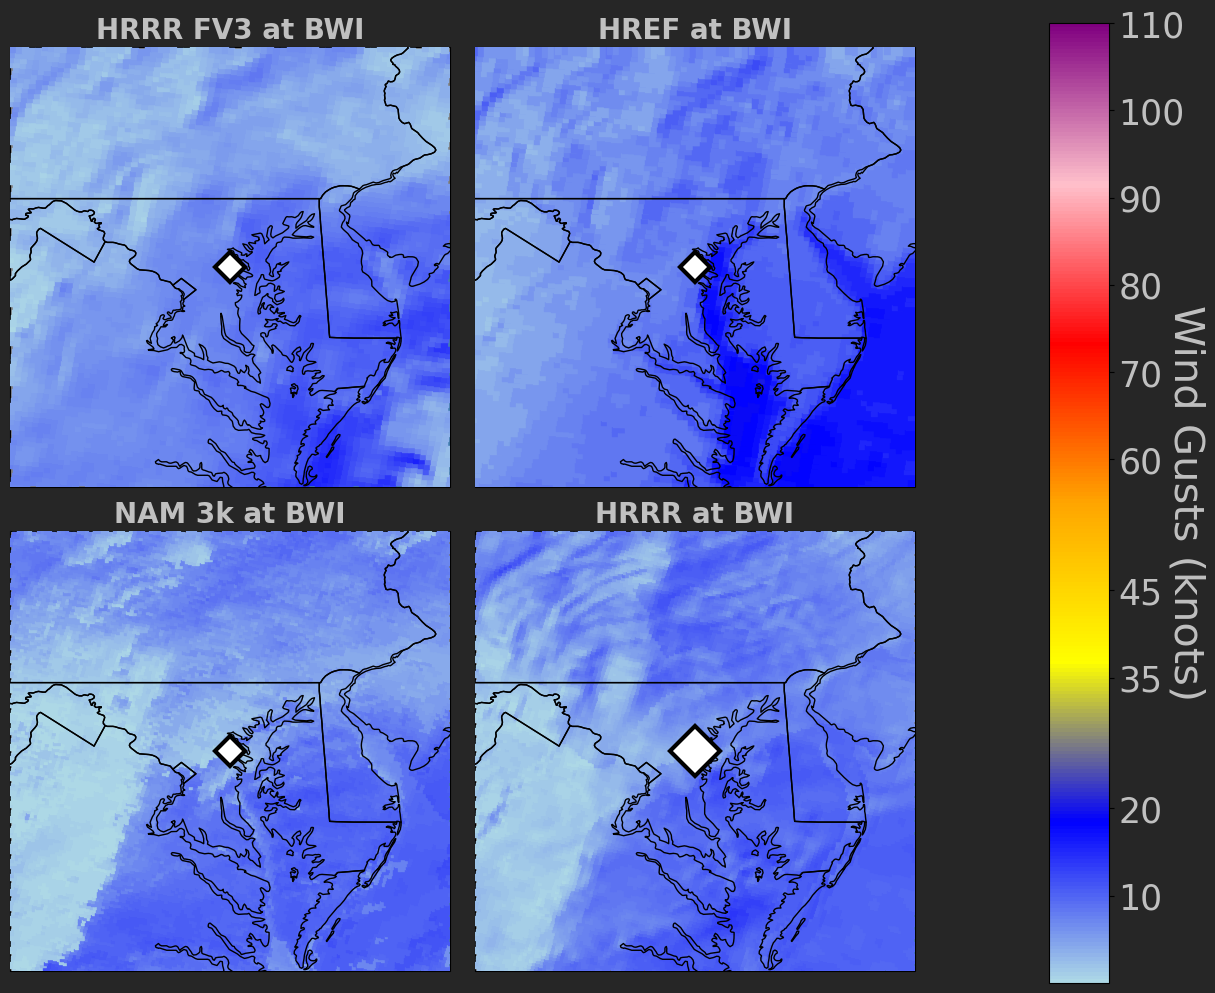 HRRR FV3 at BWI
HREF at BWI
NAM 3k at BWI
HRRR at BWI
110
100
90
80
70
60
45
35
20
10
Wind Gusts (knots)